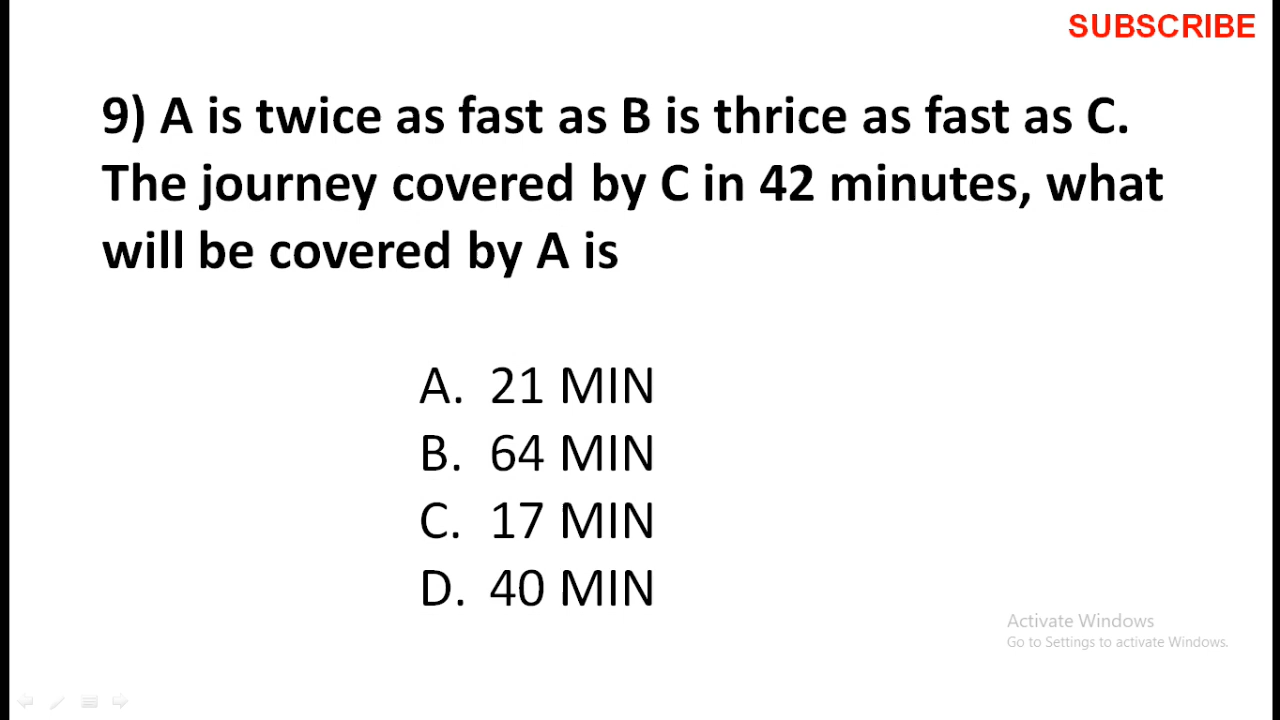 SUBSCRIBE
9) A is twice as fast as B is thrice as fast as C.
The journey covered by C in 42 minutes, what
will be covered by A is
A. 21 MIN
B. 64 MIN
C. 17 MIN
D. 40 MIN
Activate Windows
Go to Settings to activate Windows.